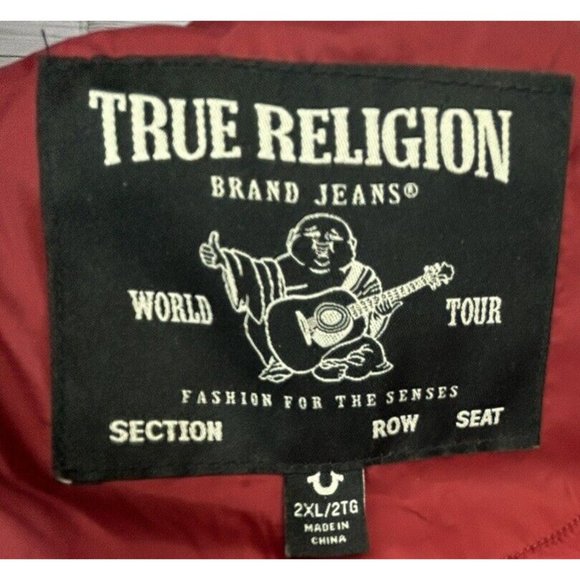 TRUE RELIGION
BRAND JEANS®
WORLD TOUR
FASHION FOR THE SENSES
SECTION ROW SEAT
2XL/2TG
MADE IN
CHINA